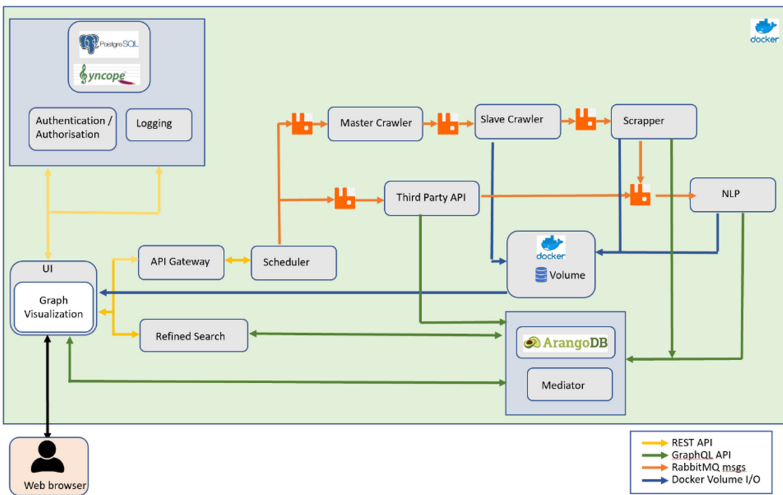 PostgreSQL
Syncope
docker
Authentication /
Authorisation
Logging
Master Crawler
Slave Crawler
Scrapper
Third Party API
NLP
UI
Graph
Visualization
API Gateway
Scheduler
docker
Volume
Refined Search
ArangoDB
Mediator
Web browser
REST API
GraphQL API
RabbitMQ msgs
Docker Volume I/O